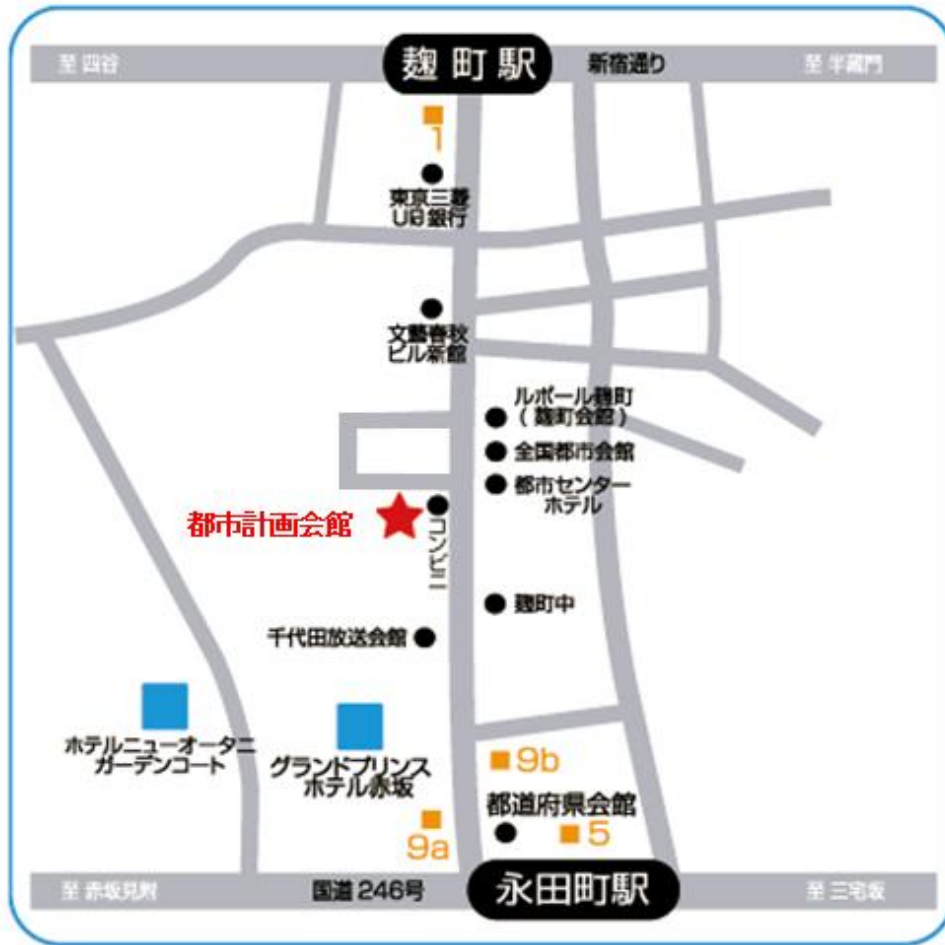 至 四谷
麹町駅
新宿通り
至 半蔵門
1
東京三菱
UFJ銀行
文藝春秋
ビル新館
ルポール麹町
( 麹町会館 )
全国都市会館
都市センター
ホテル
都市計画会館
コンビニ
麹町中
千代田放送会館
ホテルニューオータニ
ガーデンコート
グランドプリンス
ホテル赤坂
9b
都道府県会館
5
9a
至 赤坂見附
国道246号
永田町駅
至 三宅坂